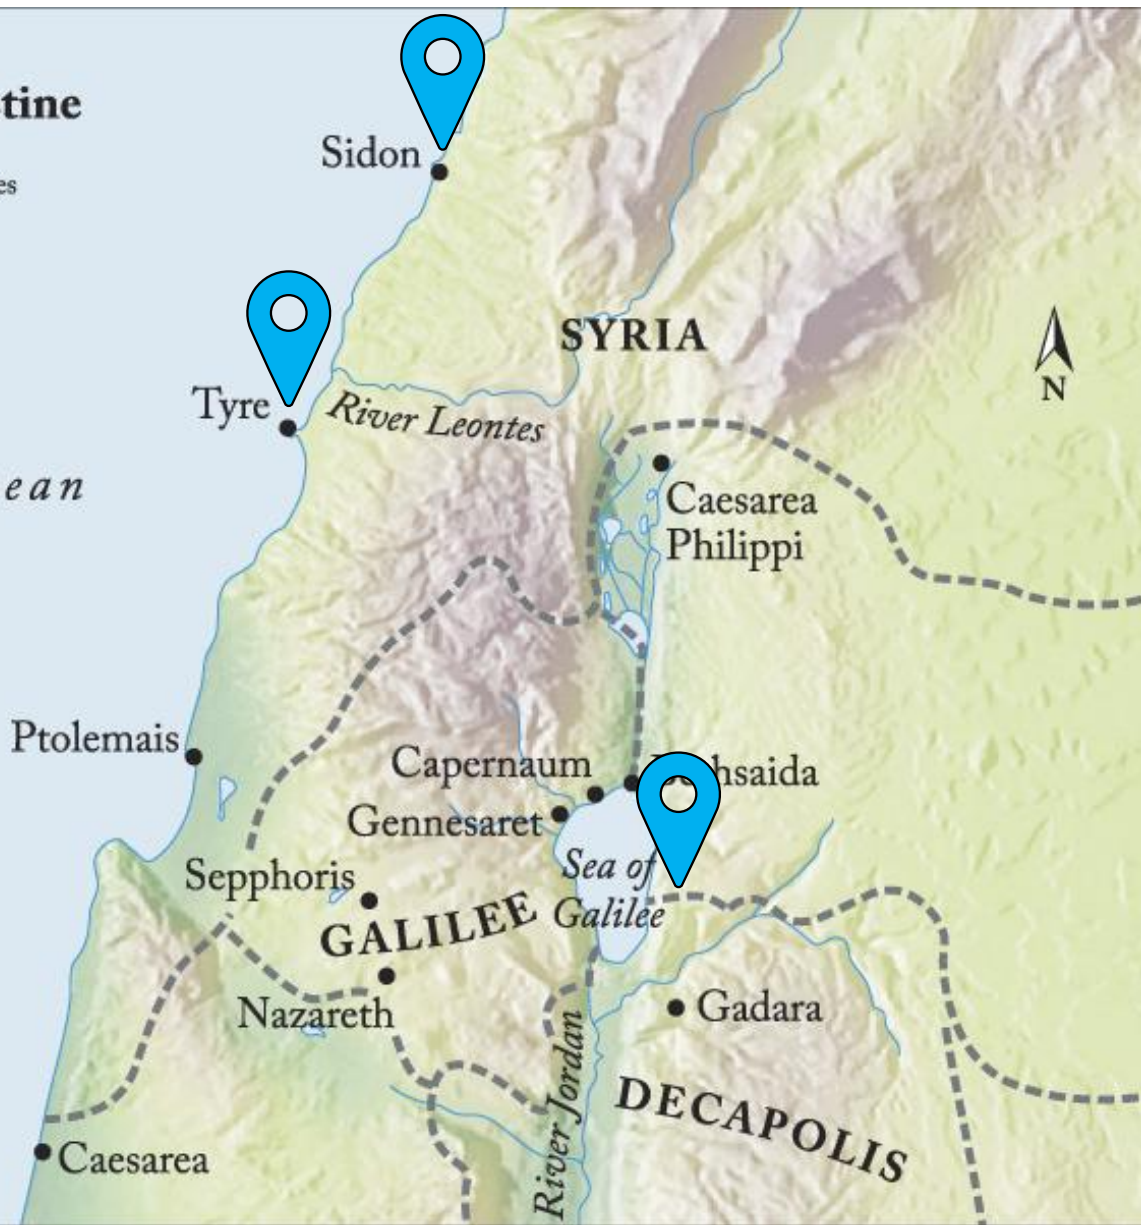 tine
Sidon
es
Tyre
SYRIA
River Leontes
N
ean
Caesarea
Philippi
Ptolemais
Capernaum
hsaida
Gennesaret
Sea of
Galilee
Sepphoris
GALILEE
Nazareth
Gadara
River Jordan
DECAPOLIS
Caesarea